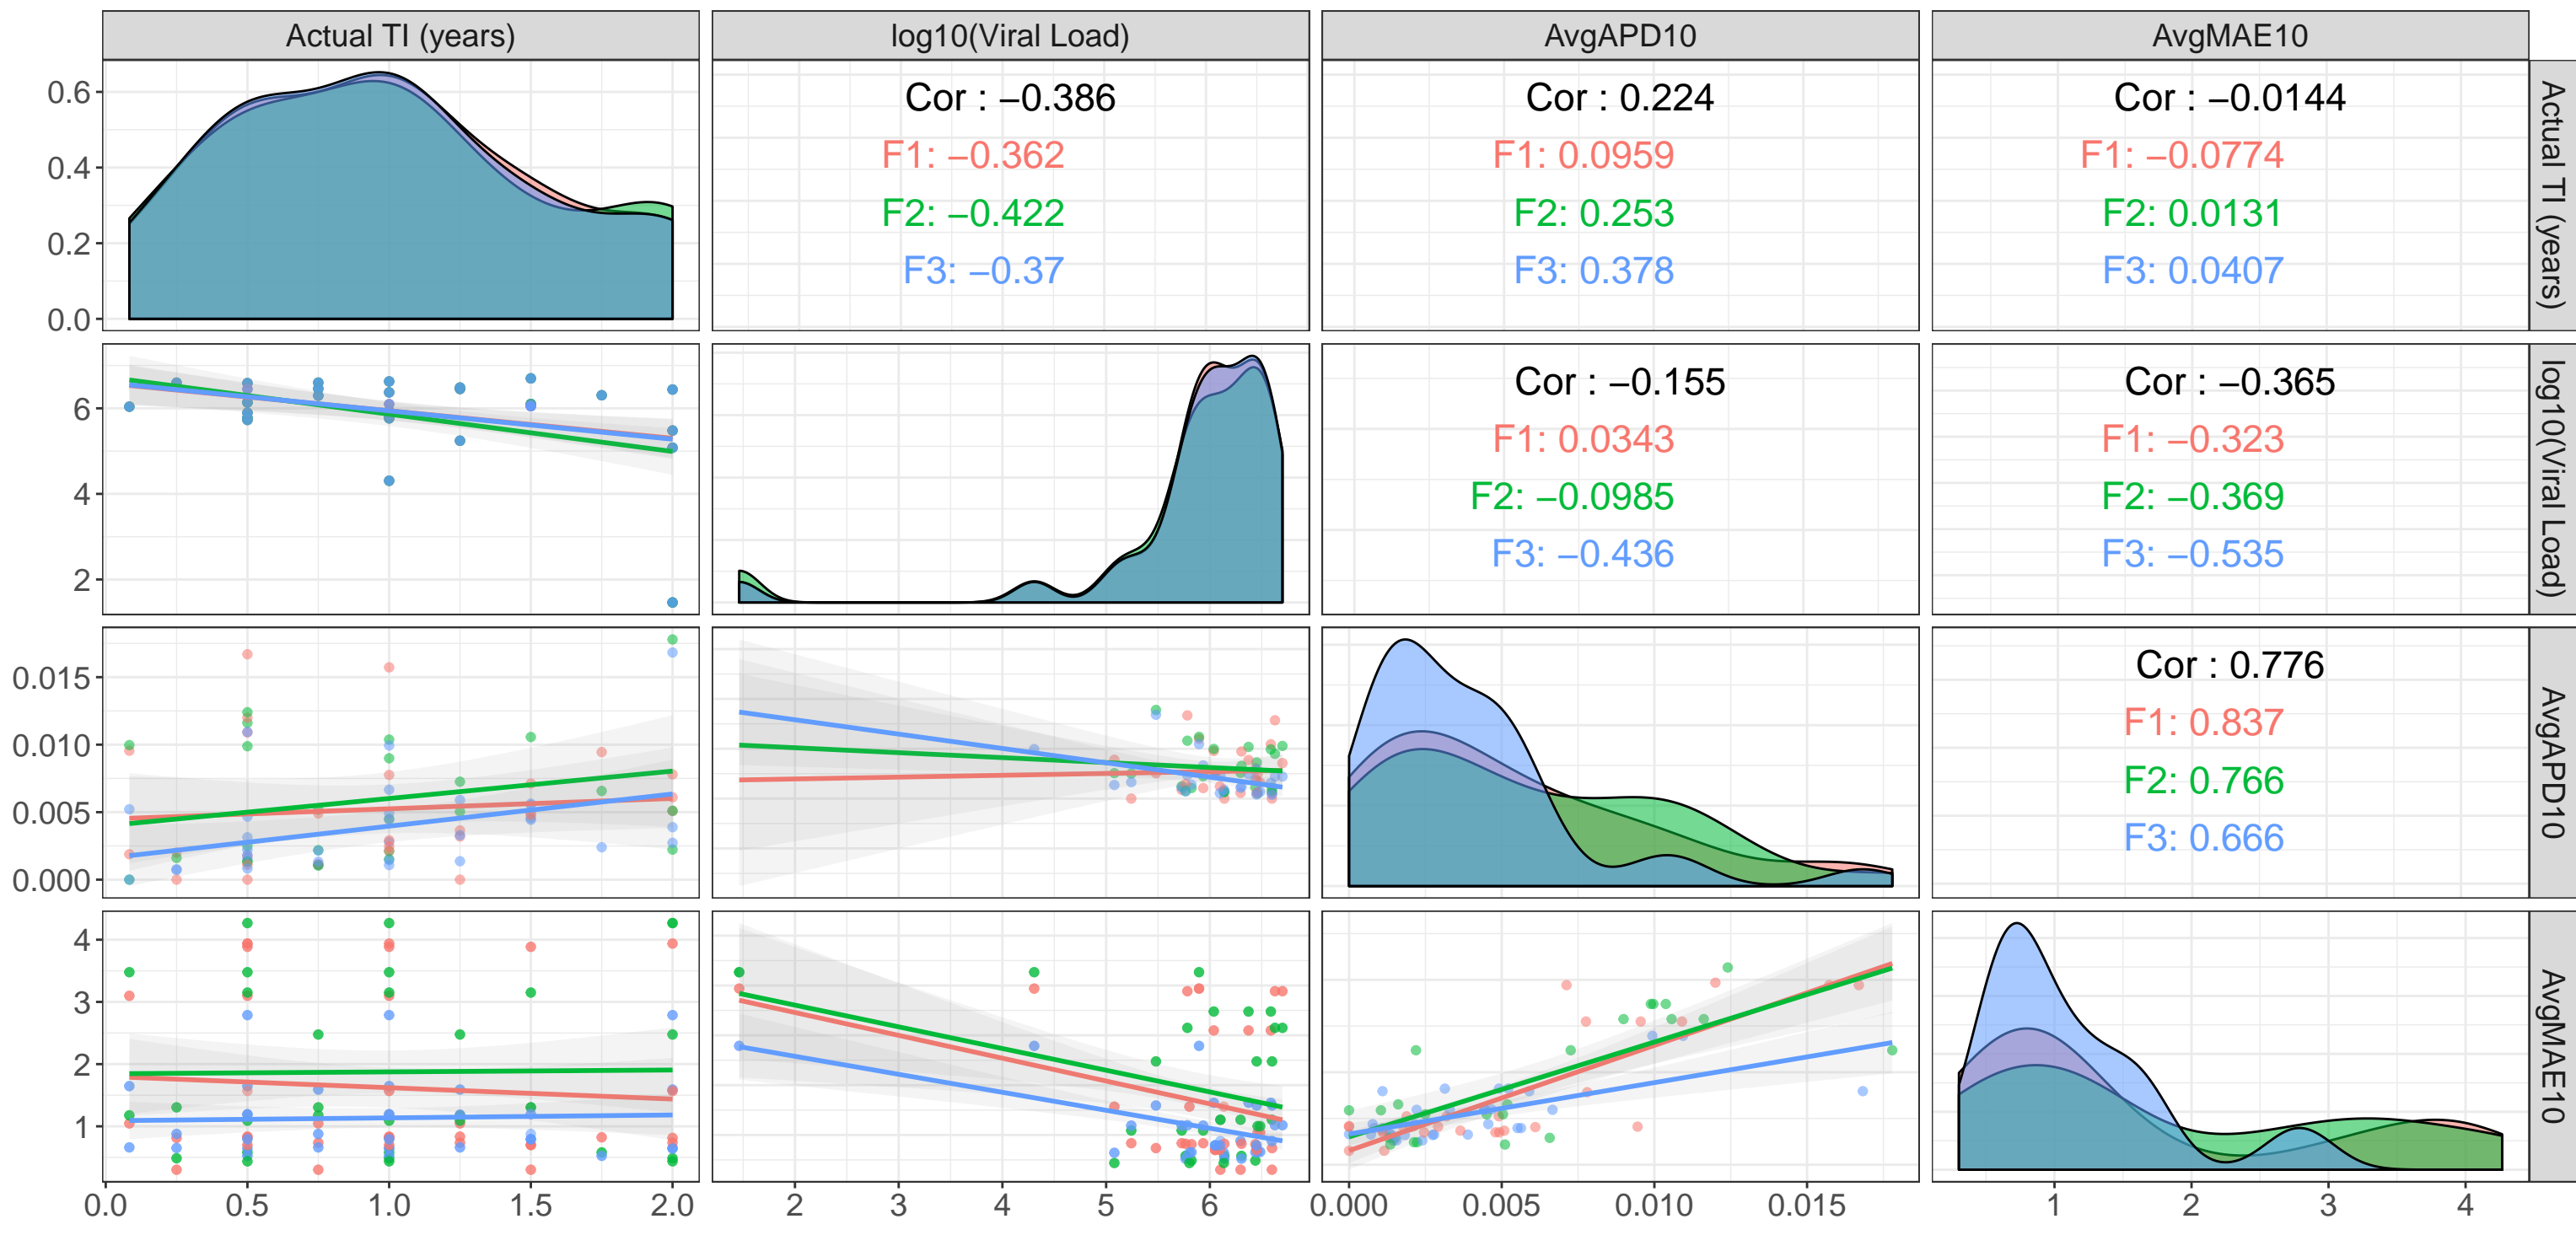 Actual TI (years)
log10(Viral Load)
AvgAPD10
AvgMAE10
0.6
0.4
0.2
0.0
Cor : −0.386
F1: −0.362
F2: −0.422
F3: −0.37
Cor : 0.224
F1: 0.0959
F2: 0.253
F3: 0.378
Cor : −0.0144
F1: −0.0774
F2: 0.0131
F3: 0.0407
Actual TI (years)
6
4
2
Cor : −0.155
F1: 0.0343
F2: −0.0985
F3: −0.436
Cor : −0.365
F1: −0.323
F2: −0.369
F3: −0.535
log10(Viral Load)
0.015
0.010
0.005
0.000
Cor : 0.776
F1: 0.837
F2: 0.766
F3: 0.666
AvgAPD10
4
3
2
1
AvgMAE10
0.0 0.5 1.0 1.5 2.0
2 3 4 5 6
0.000 0.005 0.010 0.015
1 2 3 4